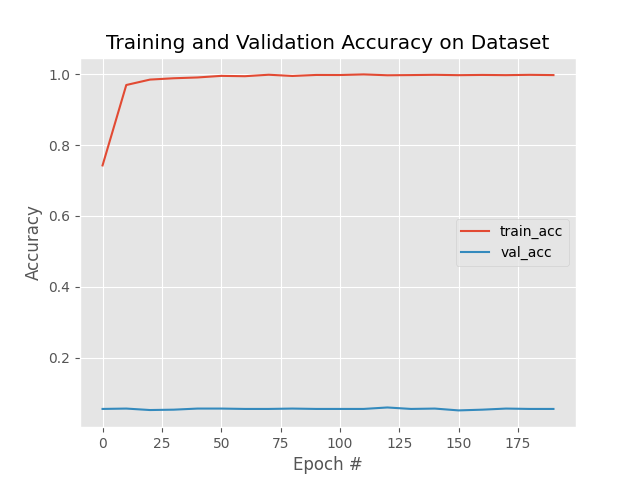 Training and Validation Accuracy on Dataset
1.0
0.8
0.6
0.4
0.2
Accuracy
train_acc
val_acc
0 25 50 75 100 125 150 175
Epoch #